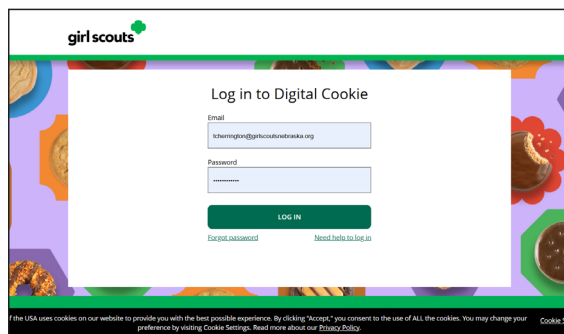 girl scouts
Log in to Digital Cookie
Email
tcherrington@girlscoutsnebraska.org
Password
••••••••••••
LOG IN
Forgot password Need help to log in
f the USA uses cookies on our website to provide you with the best possible experience. By clicking "Accept," you consent to the use of ALL the cookies. You may change your
preference by visiting Cookie Settings. Read more about our Privacy Policy.
Cookie S